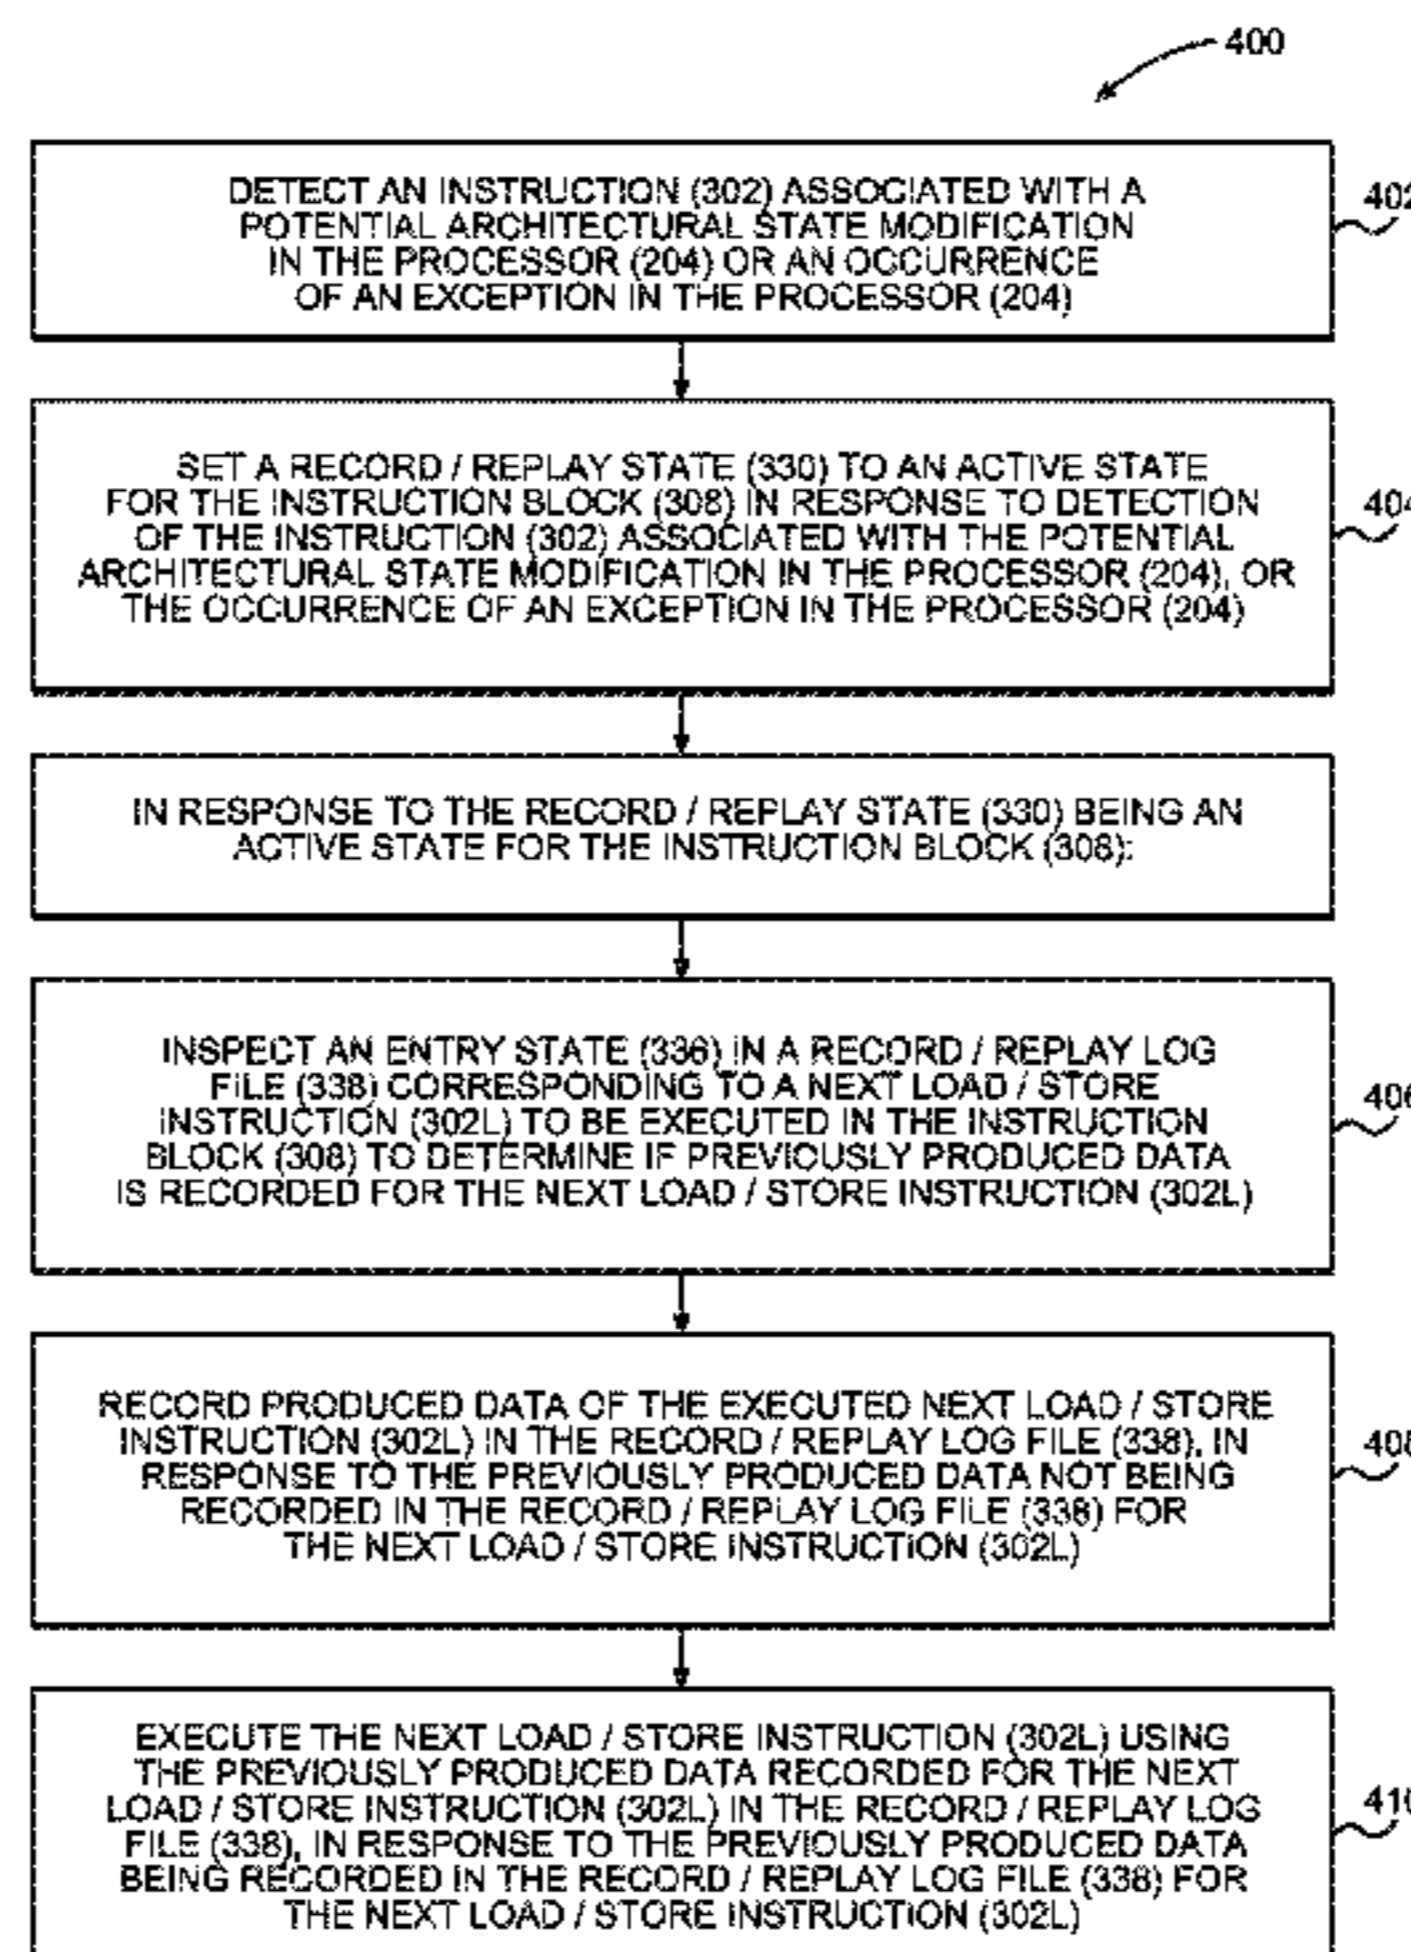 400
DETECT AN INSTRUCTION (302) ASSOCIATED WITH A
POTENTIAL ARCHITECTURAL STATE MODIFICATION
IN THE PROCESSOR (204) OR AN OCCURRENCE
OF AN EXCEPTION IN THE PROCESSOR (204)
402
SET A RECORD / REPLAY STATE (330) TO AN ACTIVE STATE
FOR THE INSTRUCTION BLOCK (308) IN RESPONSE TO DETECTION
OF THE INSTRUCTION (302) ASSOCIATED WITH THE POTENTIAL
ARCHITECTURAL STATE MODIFICATION IN THE PROCESSOR (204), OR
THE OCCURRENCE OF AN EXCEPTION IN THE PROCESSOR (204)
404
IN RESPONSE TO THE RECORD / REPLAY STATE (330) BEING AN
ACTIVE STATE FOR THE INSTRUCTION BLOCK (308):
INSPECT AN ENTRY STATE (336) IN A RECORD / REPLAY LOG
FILE (338) CORRESPONDING TO A NEXT LOAD / STORE
INSTRUCTION (302L) TO BE EXECUTED IN THE INSTRUCTION
BLOCK (308) TO DETERMINE IF PREVIOUSLY PRODUCED DATA
IS RECORDED FOR THE NEXT LOAD / STORE INSTRUCTION (302L)
406
RECORD PRODUCED DATA OF THE EXECUTED NEXT LOAD / STORE
INSTRUCTION (302L) IN THE RECORD / REPLAY LOG FILE (338), IN
RESPONSE TO THE PREVIOUSLY PRODUCED DATA NOT BEING
RECORDED IN THE RECORD / REPLAY LOG FILE (338) FOR
THE NEXT LOAD / STORE INSTRUCTION (302L)
408
EXECUTE THE NEXT LOAD / STORE INSTRUCTION (302L) USING
THE PREVIOUSLY PRODUCED DATA RECORDED FOR THE NEXT
LOAD / STORE INSTRUCTION (302L) IN THE RECORD / REPLAY LOG
FILE (338), IN RESPONSE TO THE PREVIOUSLY PRODUCED DATA
BEING RECORDED IN THE RECORD / REPLAY LOG FILE (338) FOR
THE NEXT LOAD / STORE INSTRUCTION (302L)
410